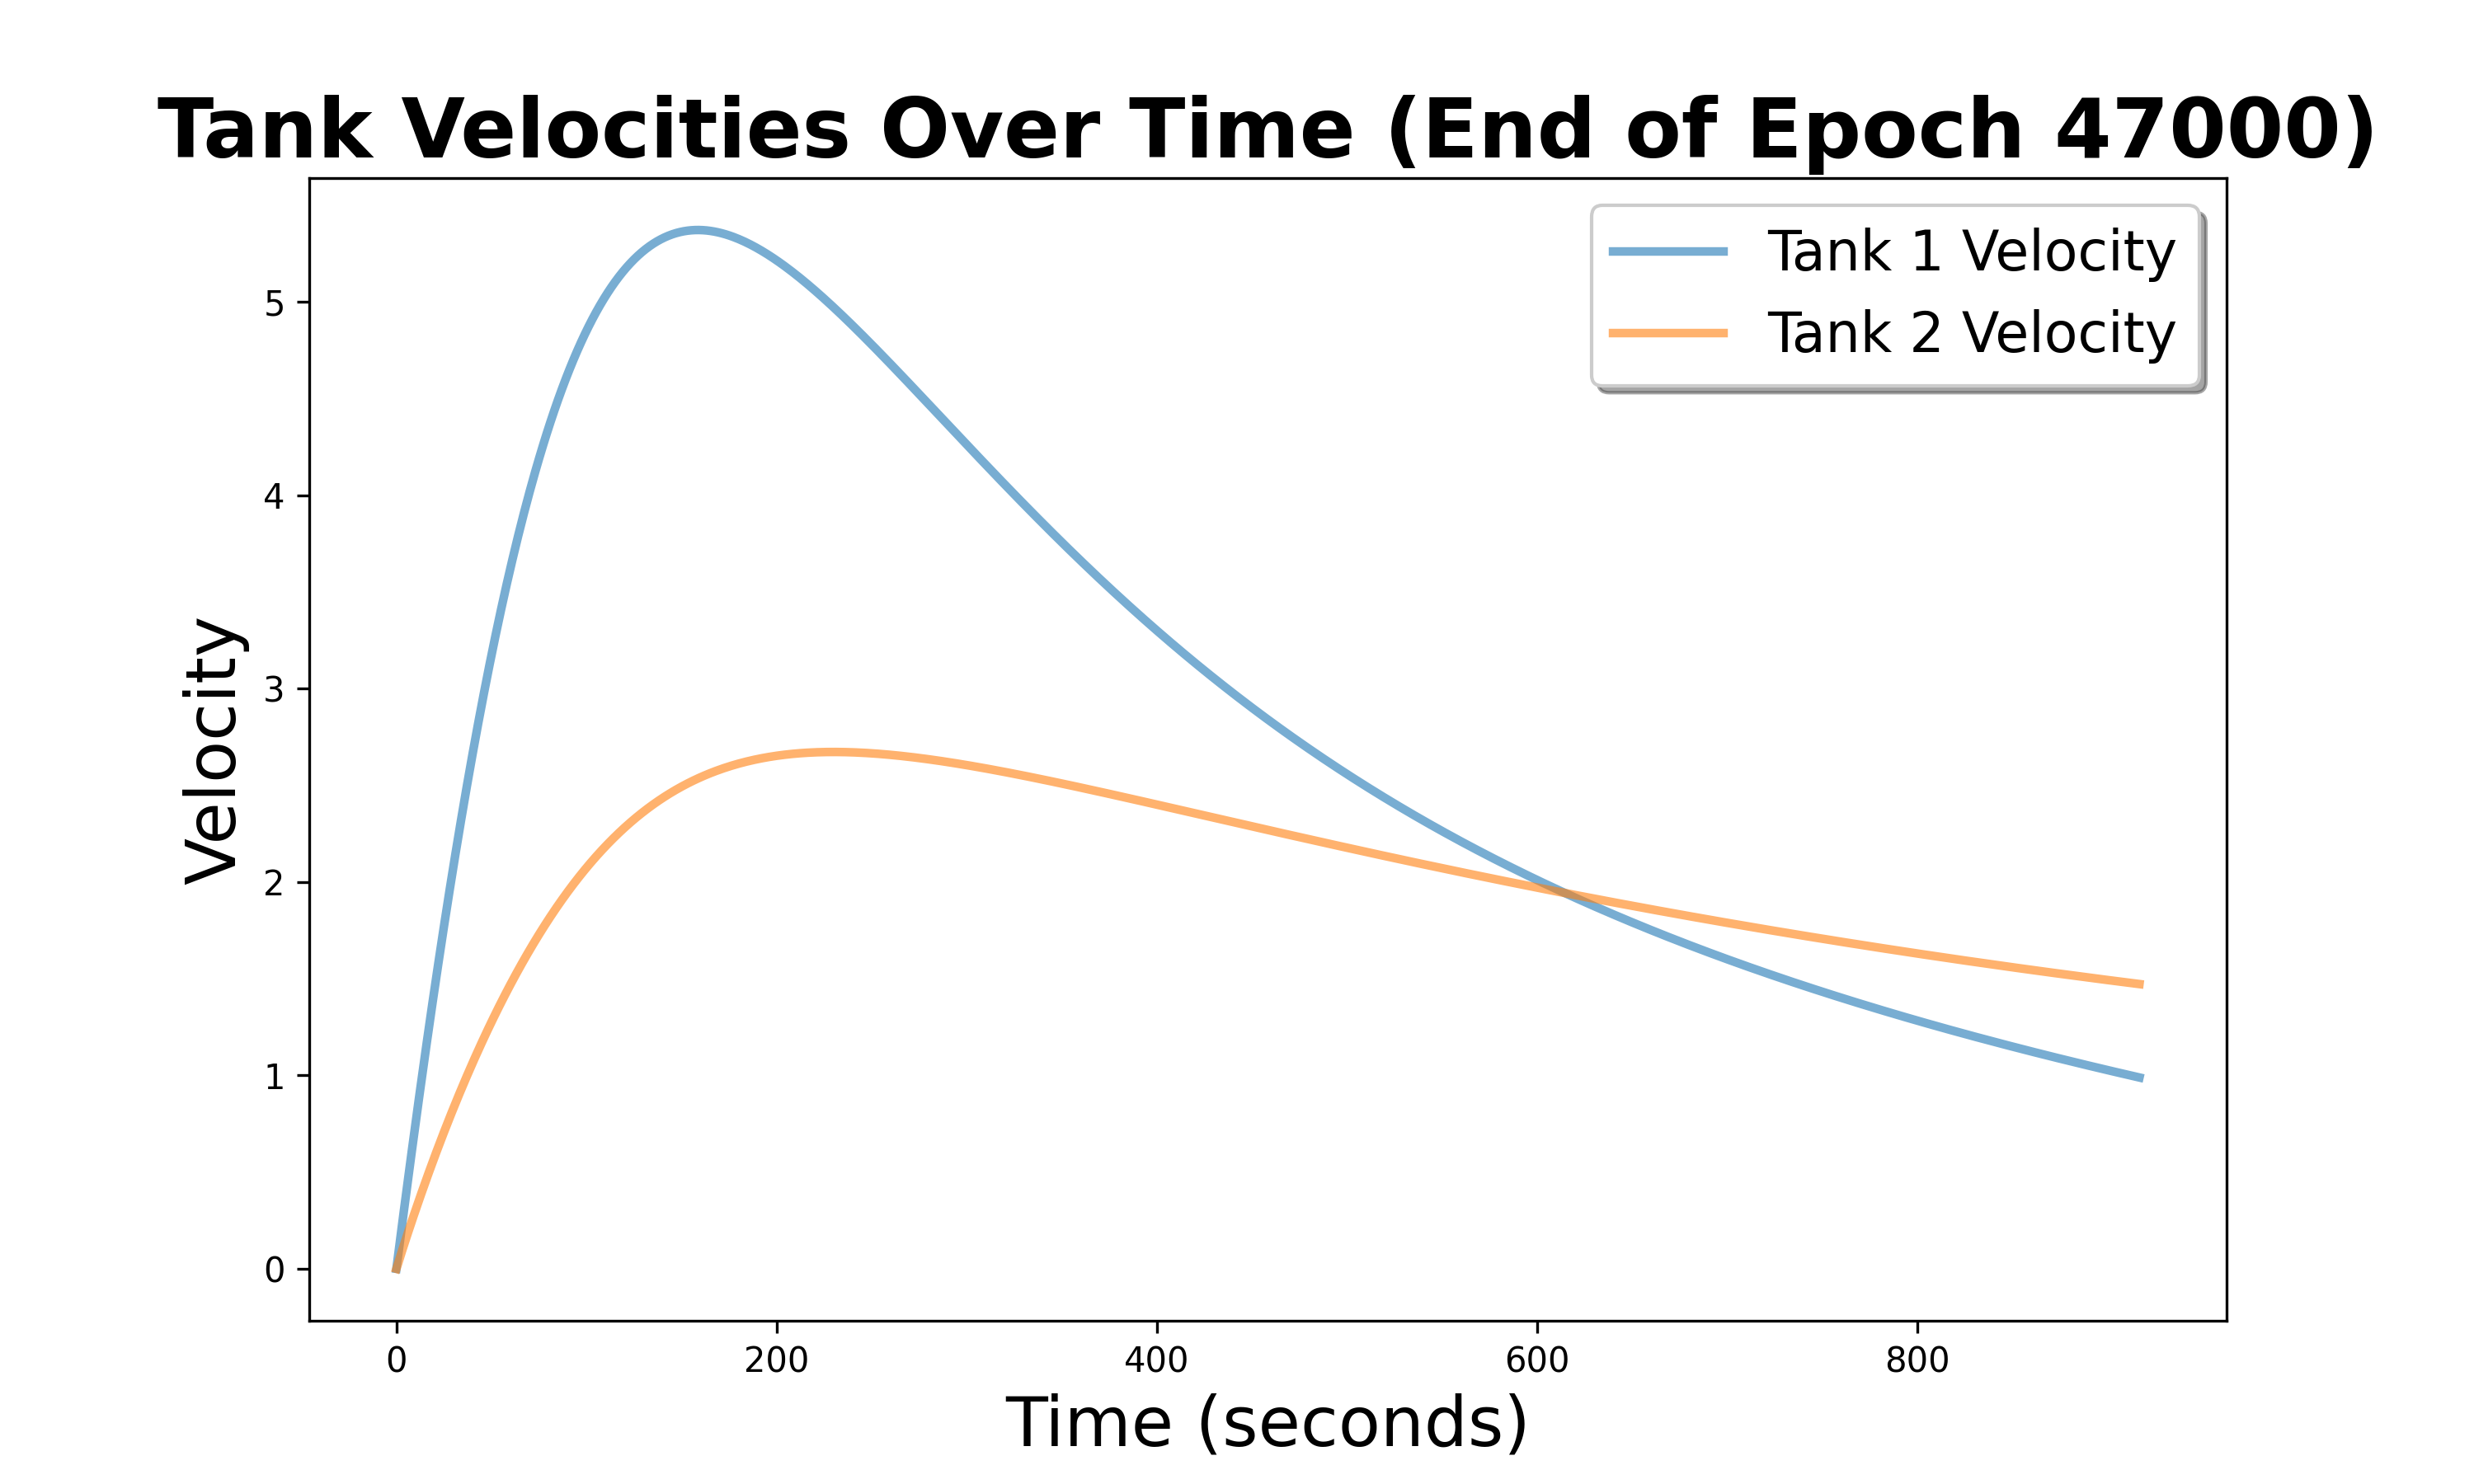 Tank Velocities Over Time (End of Epoch 47000)
Tank 1 Velocity
Tank 2 Velocity
Velocity
5
4
3
2
1
0
0 200 400 600 800
Time (seconds)